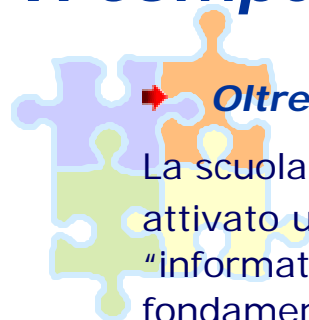 Oltre
La scuola
attivato u
"informat
fondamen